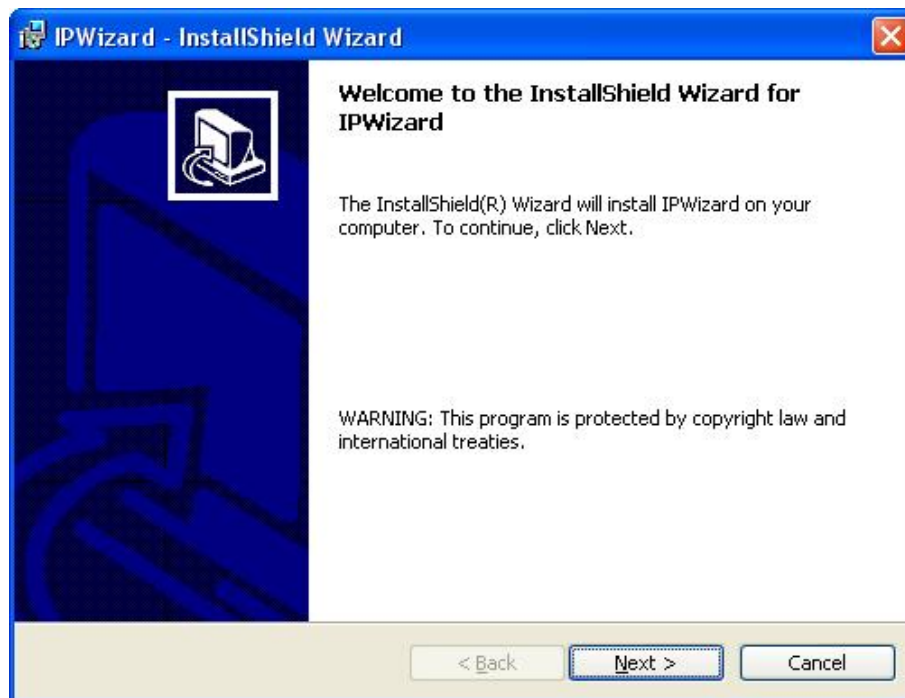 IPWizard - InstallShield Wizard
Welcome to the InstallShield Wizard for
IPWizard
The InstallShield(R) Wizard will install IPWizard on your
computer. To continue, click Next.
WARNING: This program is protected by copyright law and
international treaties.
< Back
Next >
Cancel